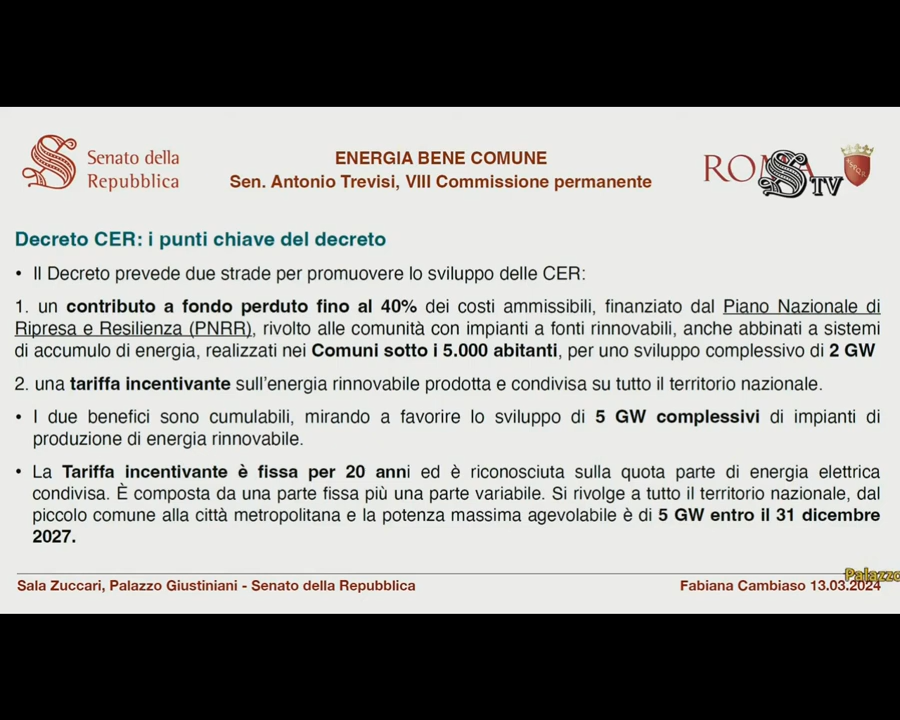 Senato della
Repubblica
ENERGIA BENE COMUNE
Sen. Antonio Trevisi, VIII Commissione permanente
TV
Decreto CER: i punti chiave del decreto
• Il Decreto prevede due strade per promuovere lo sviluppo delle CER:
1. un contributo a fondo perduto fino al 40% dei costi ammissibili, finanziato dal Piano Nazionale di
Ripresa e Resilienza (PNRR), rivolto alle comunità con impianti a fonti rinnovabili, anche abbinati a sistemi
di accumulo di energia, realizzati nei Comuni sotto i 5.000 abitanti, per uno sviluppo complessivo di 2 GW
2. una tariffa incentivante sull'energia rinnovabile prodotta e condivisa su tutto il territorio nazionale.
• I due benefici sono cumulabili, mirando a favorire lo sviluppo di 5 GW complessivi di impianti di
produzione di energia rinnovabile.
• La Tariffa incentivante è fissa per 20 anni ed è riconosciuta sulla quota parte di energia elettrica
condivisa. È composta da una parte fissa più una parte variabile. Si rivolge a tutto il territorio nazionale, dal
piccolo comune alla città metropolitana e la potenza massima agevolabile è di 5 GW entro il 31 dicembre
2027.
Palazzo
Sala Zuccari, Palazzo Giustiniani - Senato della Repubblica
Fabiana Cambiaso 13.03.2024